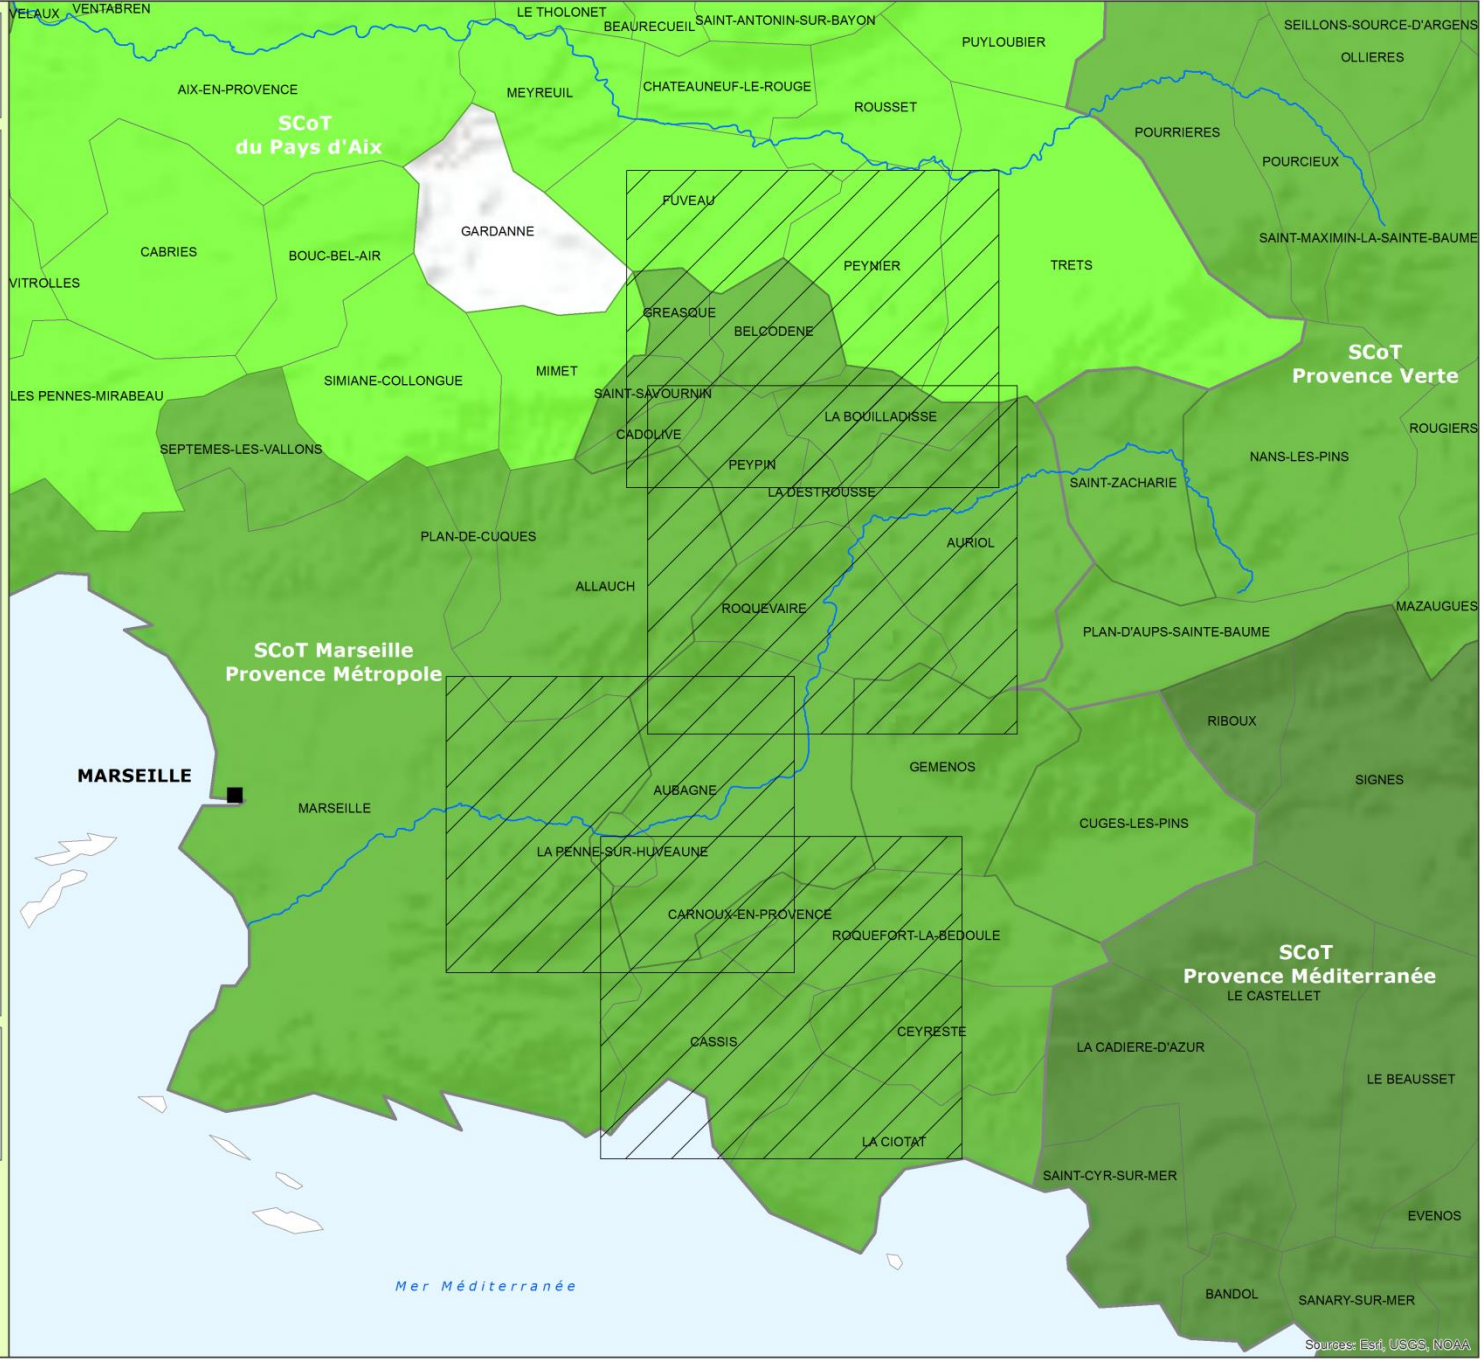 VELAUX
VENTABREN
LE THOLONET
BEAURECUEIL
SAINT-ANTONIN-SUR-BAYON
PUYLOUBIER
SEILLONS-SOURCE-D'ARGENS
OLLIERES
AIX-EN-PROVENCE
MEYREUIL
CHATEAUNEUF-LE-ROUGE
ROUSSET
SCoT
du Pays d'Aix
POURRIERES
POURCIEUX
FUVEAU
GARDANNE
SAINT-MAXIMIN-LA-SAINTE-BAUME
CABRIES
BOUC-BEL-AIR
PEYNIER
TRETS
VITROLLES
GREASQUE
BELCODENE
SCoT
Provence Verte
MIMET
SIMIANE-COLLONGUE
LES PENNES-MIRABEAU
SAINT-SAVOURNIN
LA BOUILLADISSE
ROUGIERS
CADOLIVE
SEPTEMES-LES-VALLONS
NANS-LES-PINS
PEYPIN
SAINT-ZACHARIE
LA DESTROUSSE
PLAN-DE-CUQUES
AURIOL
ALLAUCH
ROQUEVAIRE
MAZAUGUES
PLAN-D'AUPS-SAINTE-BAUME
SCoT Marseille
Provence Métropole
RIBOUX
MARSEILLE
GEMENOS
SIGNES
AUBAGNE
MARSEILLE
CUGES-LES-PINS
LA PENNE-SUR-HUVEAUNE
CARNOUX-EN-PROVENCE
ROQUEFORT-LA-BEDOULE
SCoT
Provence Méditerranée
LE CASTELLET
CEYRESTE
CASSIS
LA CADIERE-D'AZUR
LE BEAUSSET
LA CIOTAT
SAINT-CYR-SUR-MER
EVENOS
Mer Méditerranée
BANDOL
SANARY-SUR-MER
Sources: Esri, USGS, NOAA